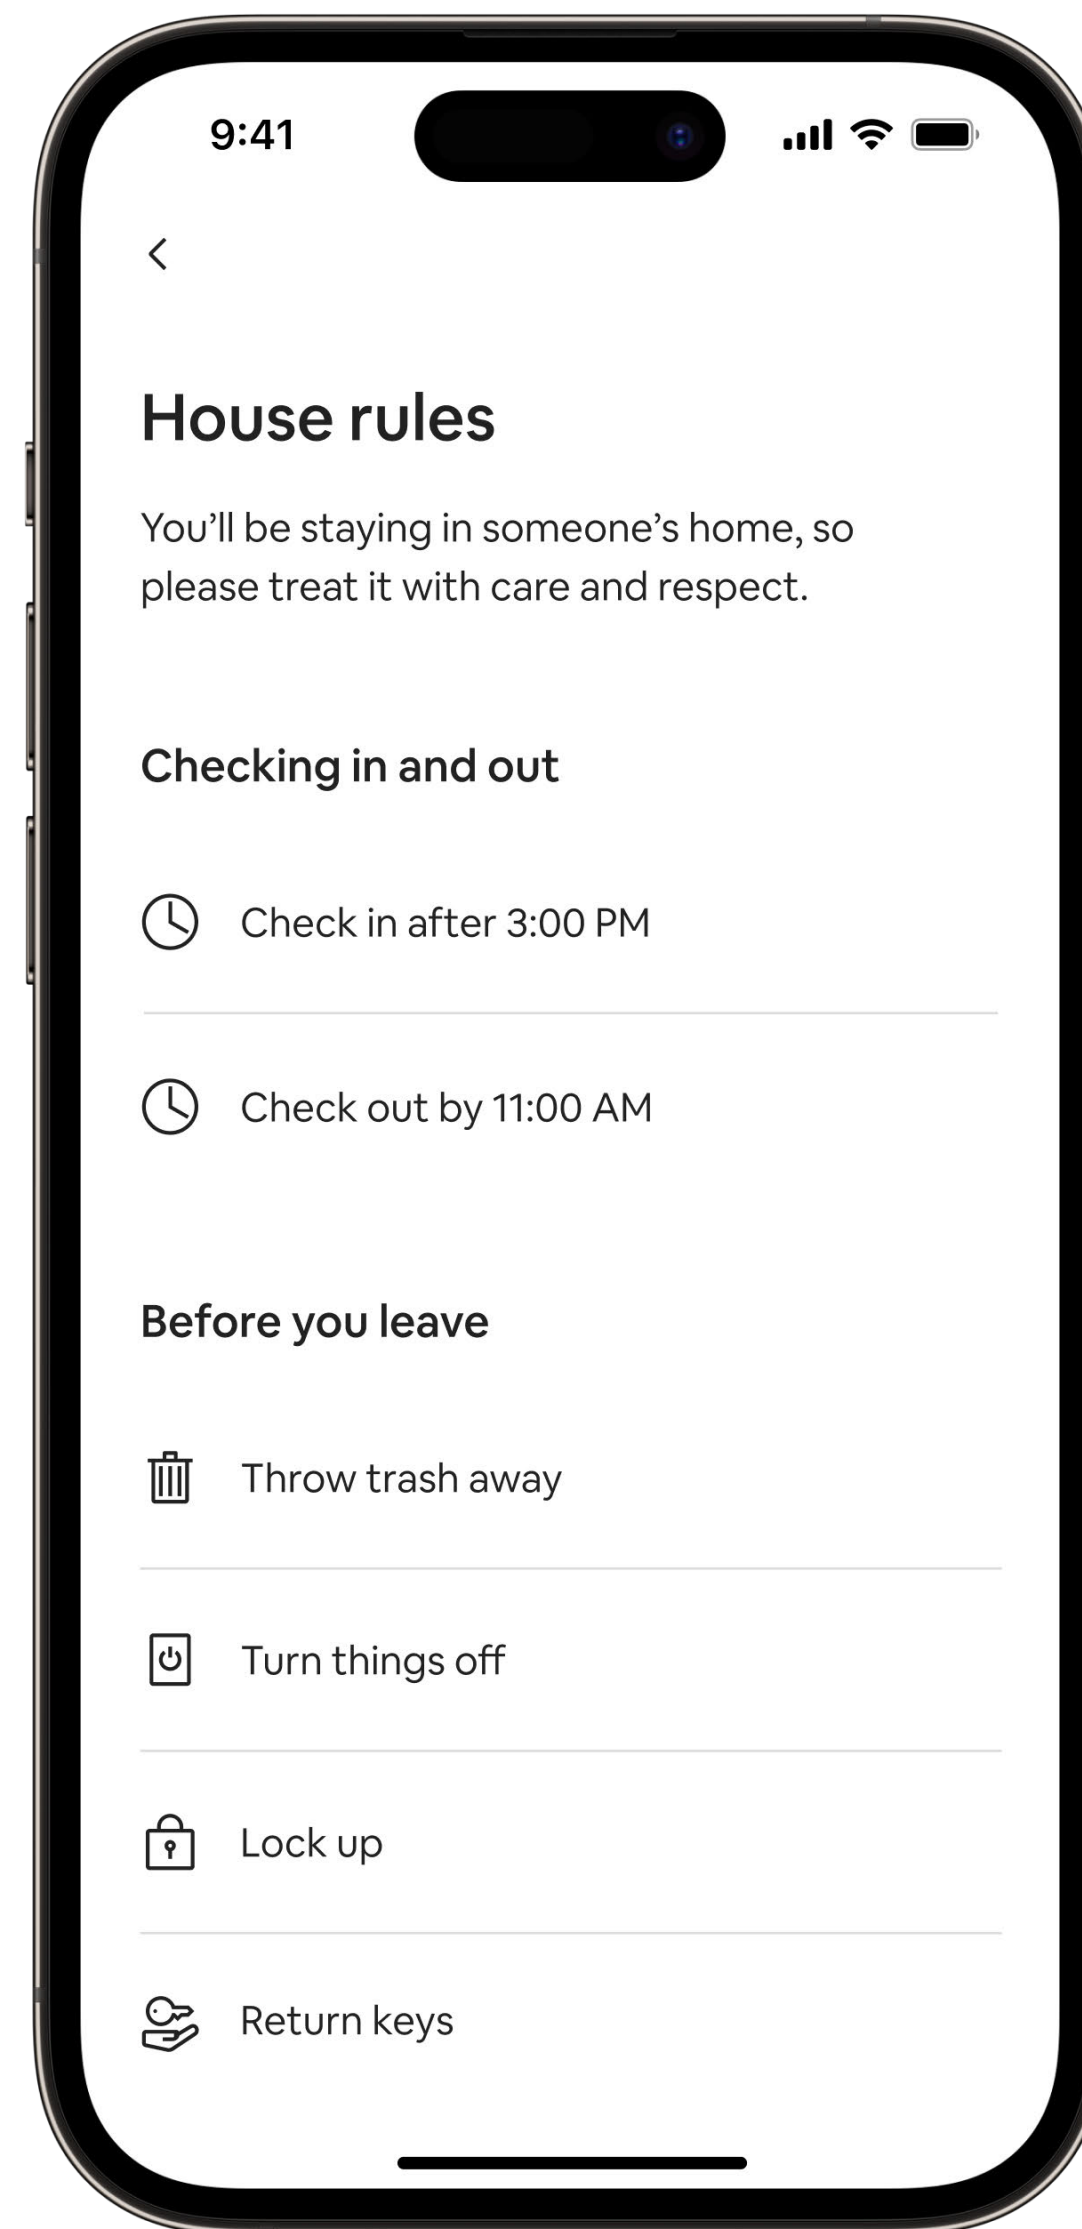 9:41
House rules
You’ll be staying in someone’s home, so
please treat it with care and respect.
Checking in and out
Check in after 3:00 PM
Check out by 11:00 AM
Before you leave
Throw trash away
Turn things off
Lock up
Return keys